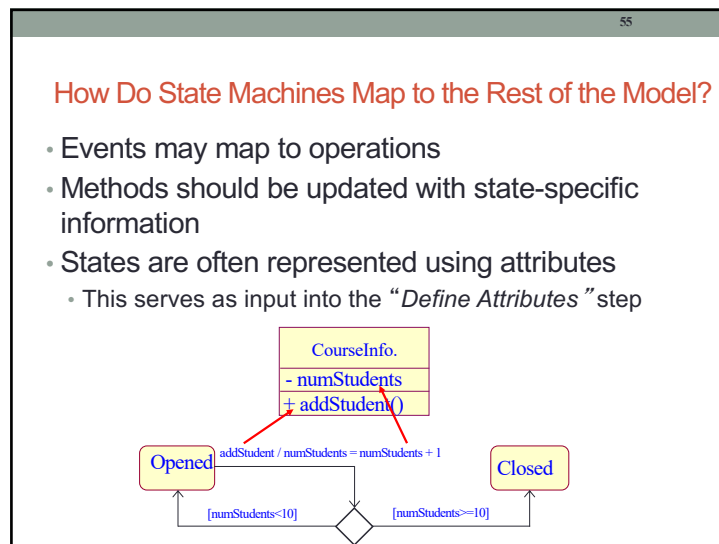 55
How Do State Machines Map to the Rest of the Model?
• Events may map to operations
• Methods should be updated with state-specific
information
• States are often represented using attributes
• This serves as input into the “Define Attributes” step
CourseInfo.
- numStudents
+ addStudent()
Opened
addStudent / numStudents = numStudents + 1
Closed
[numStudents<10]
[numStudents>=10]